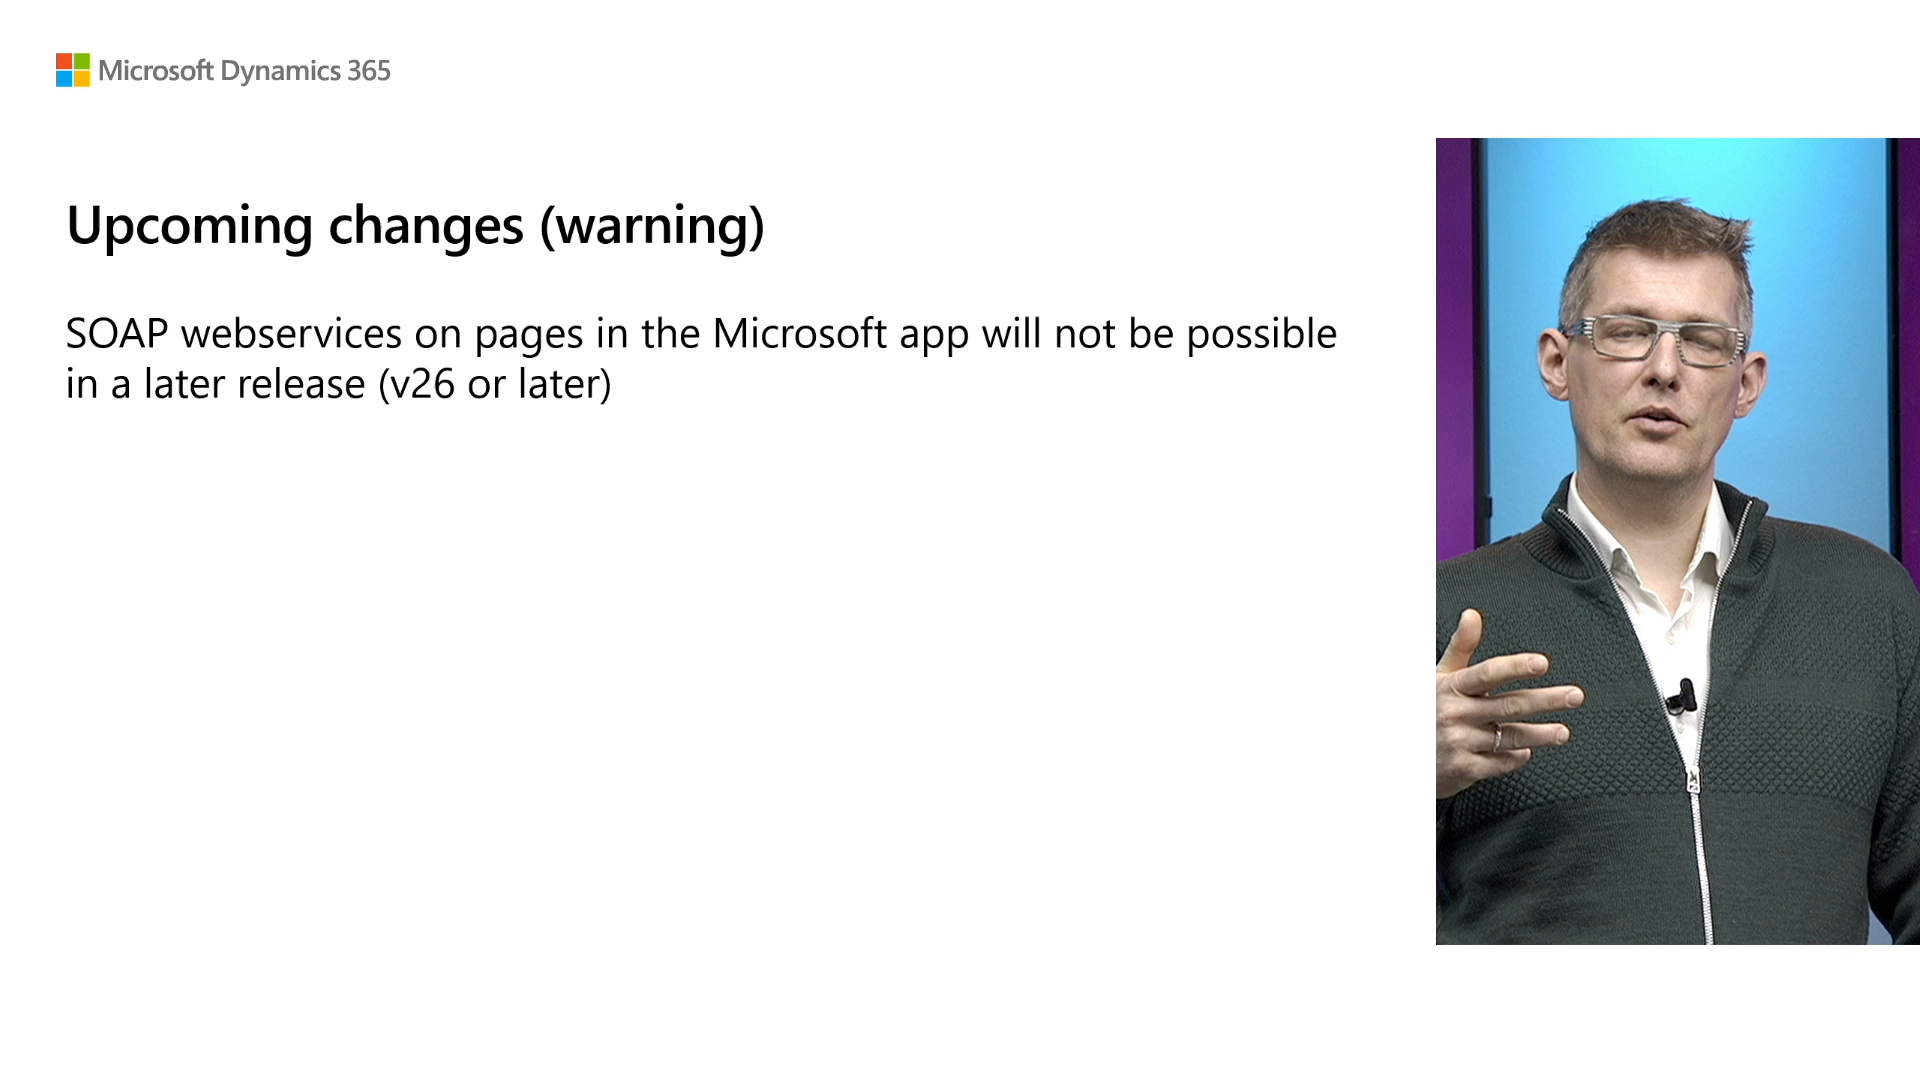 Microsoft Dynamics 365
Upcoming changes (warning)
SOAP webservices on pages in the Microsoft app will not be possible
in a later release (v26 or later)